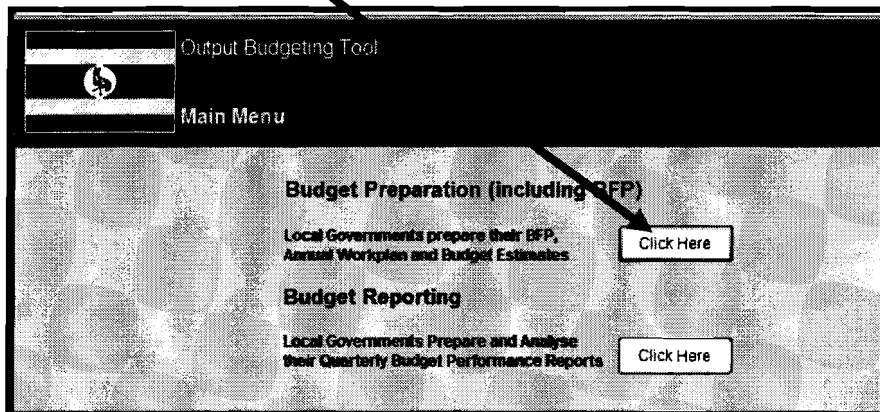 Output Budgeting Tool
Main Menu
Budget Preparation (including BFP)
Local Governments prepare their BFP,
Annual Workplan and Budget Estimates
Click Here
Budget Reporting
Local Governments Prepare and Analyse
their Quarterly Budget Performance Reports
Click Here